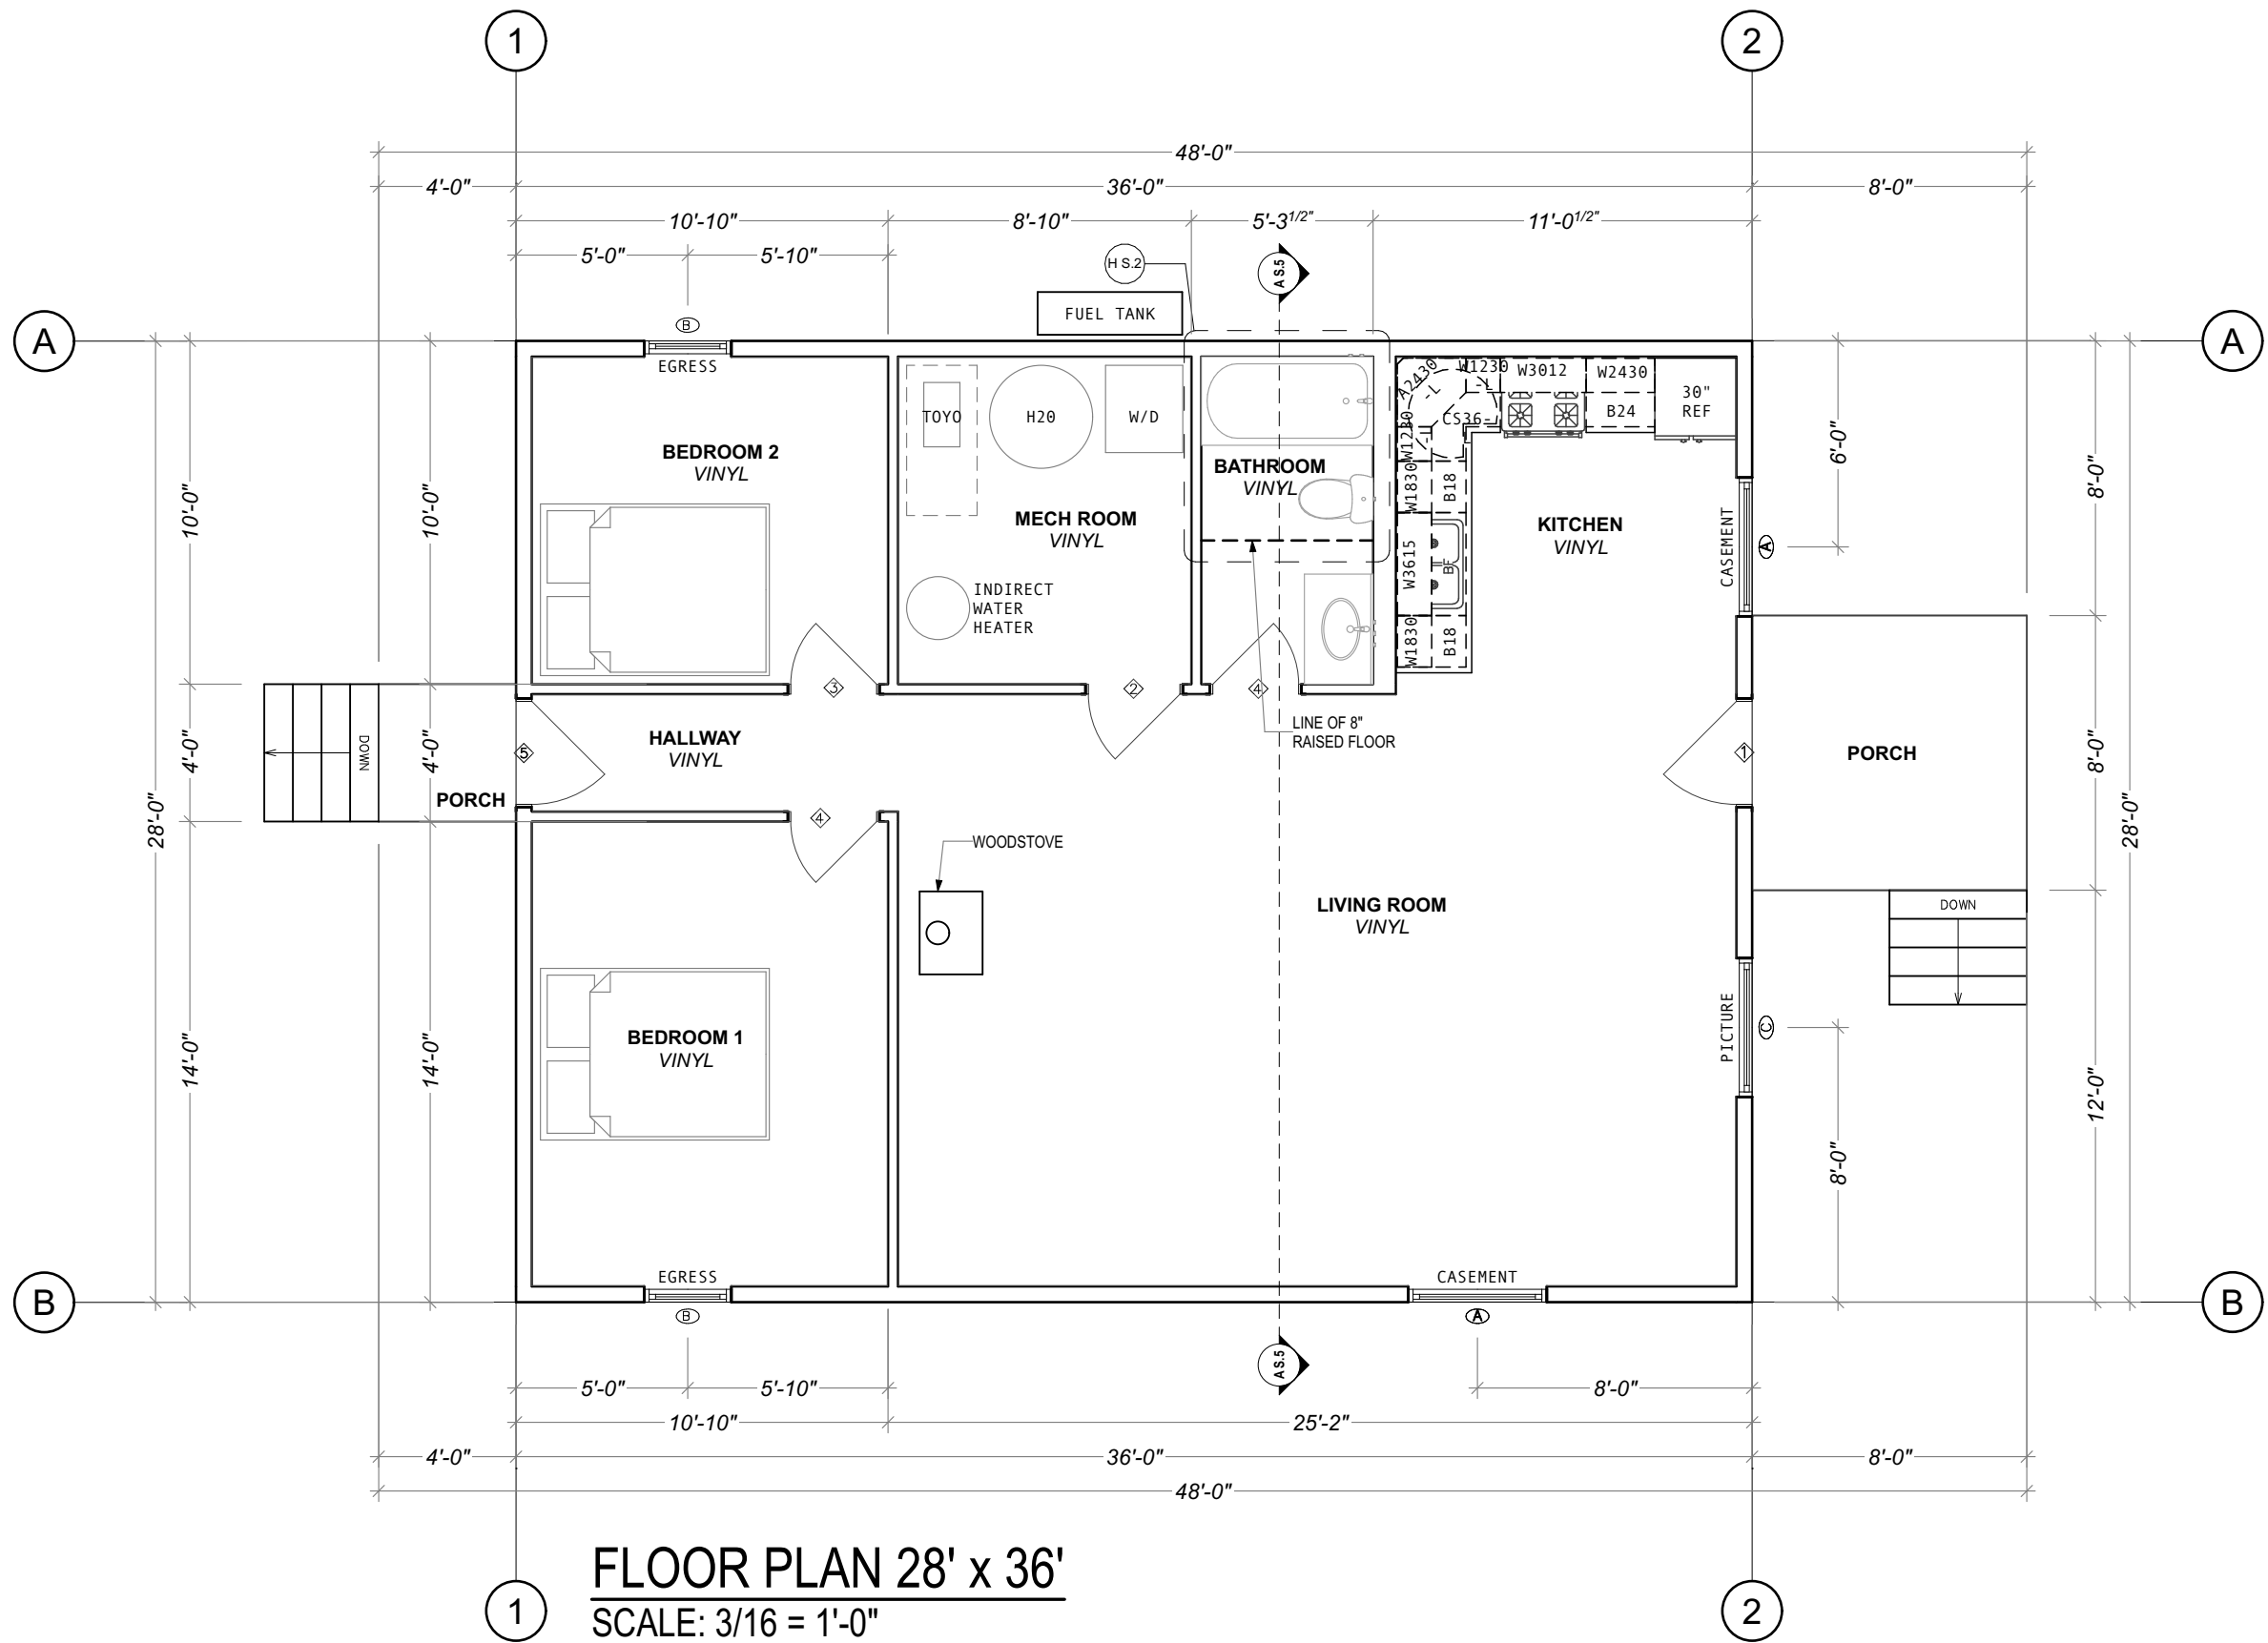 1
2
48'-0"
4'-0"
36'-0"
8'-0"
10'-10"
8'-10"
5'-3 1/2"
11'-0 1/2"
5'-0"
5'-10"
H S.2
A S.5
FUEL TANK
A
A
B
EGRESS
TOYO
H20
W/D
A2430
-L
W1230
-L
W3012
W2430
30"
REF
B24
CS36-
W1230
BEDROOM 2
VINYL
BATHROOM
VINYL
MECH ROOM
VINYL
W1830
B18
KITCHEN
VINYL
CASEMENT
A
6'-0"
8'-0"
10'-0"
10'-0"
W3615
BF
INDIRECT
WATER
HEATER
W1830
B18
3
2
4
LINE OF 8"
RAISED FLOOR
HALLWAY
VINYL
DOWN
5
1
PORCH
4'-0"
4'-0"
8'-0"
PORCH
28'-0"
28'-0"
4
WOODSTOVE
LIVING ROOM
VINYL
DOWN
BEDROOM 1
VINYL
PICTURE
C
14'-0"
14'-0"
12'-0"
8'-0"
EGRESS
CASEMENT
B
B
B
A
A S.5
5'-0"
5'-10"
8'-0"
10'-10"
25'-2"
4'-0"
36'-0"
8'-0"
48'-0"
FLOOR PLAN 28' x 36'
SCALE: 3/16 = 1'-0"
1
2